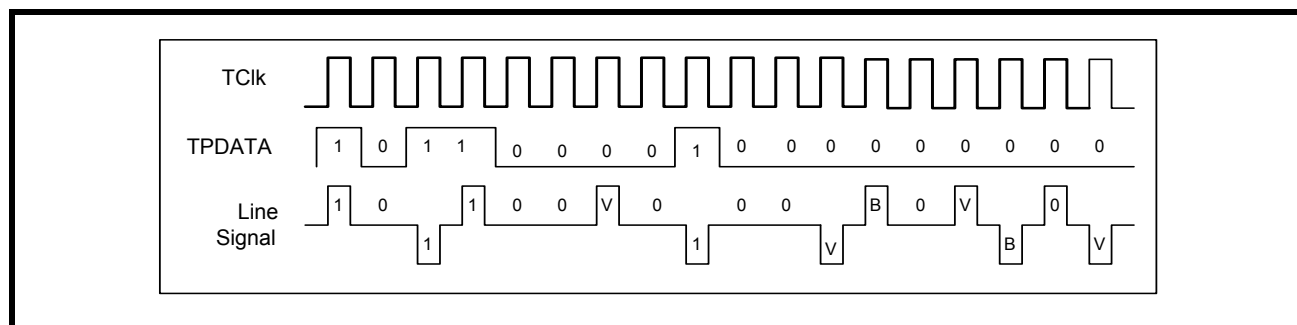 TClk
TPDATA 1 0 1 1 0 0 0 0 1 0 0 0 0 0 0 0 0 0
Line Signal 1 0 1 1 0 0 V 0 1 0 0 V B 0 V B 0 V